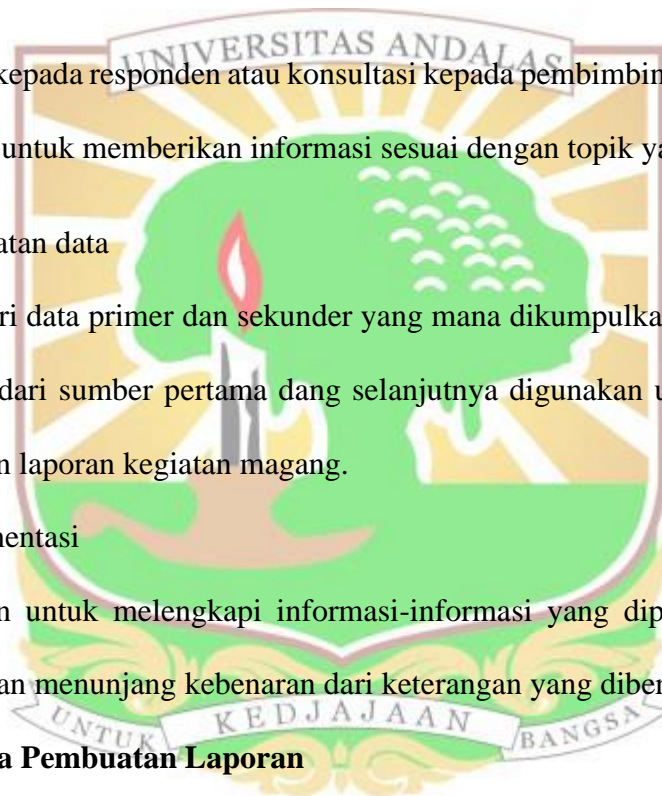 UNIVERSITAS ANDALAS
kepada responden atau konsultasi kepada pembimbin
untuk memberikan informasi sesuai dengan topik ya
atan data
ri data primer dan sekunder yang mana dikumpulka
dari sumber pertama dang selanjutnya digunakan u
n laporan kegiatan magang.
nentasi
n untuk melengkapi informasi-informasi yang dip
an menunjang kebenaran dari keterangan yang diber
UNTUK KEDJAJAAN BANGSA
a Pembuatan Laporan